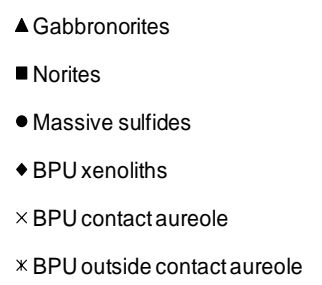 Gabbronorites
Norites
Massive sulfides
BPU xenoliths
BPU contact aureole
BPU outside contact aureole